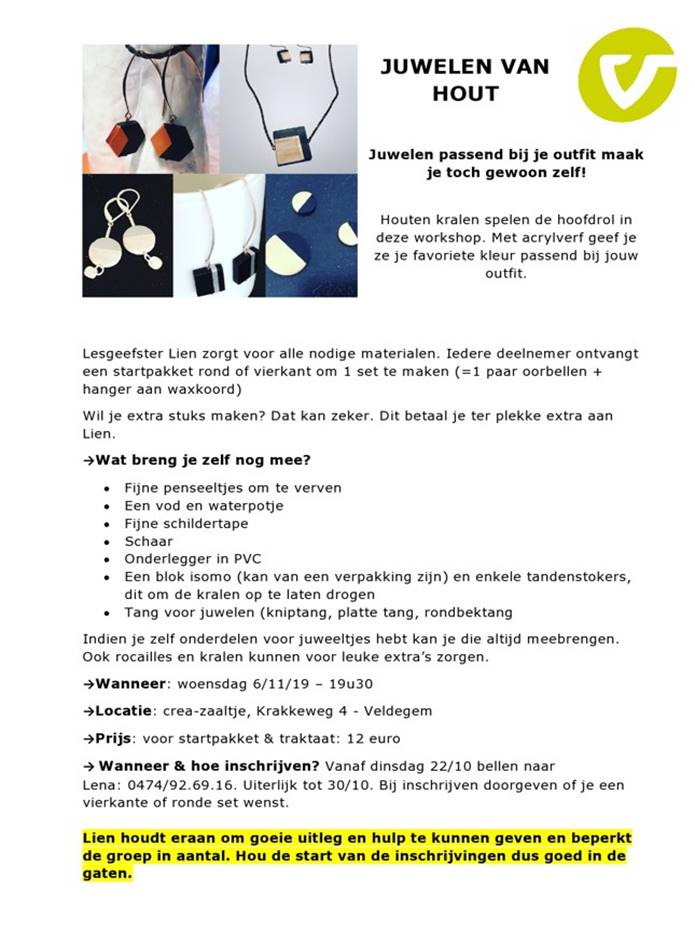 JUWELEN VAN
HOUT
Juwelen passend bij je outfit maak
je toch gewoon zelf!
Houten kralen spelen de hoofdrol in
deze workshop. Met acrylverf geef je
ze je favoriete kleur passend bij jouw
outfit.
Lesgeefster Lien zorgt voor alle nodige materialen. Iedere deelnemer ontvangt
een startpakket rond of vierkant om 1 set te maken (=1 paar oorbellen +
hanger aan waxkoord)
Wil je extra stuks maken? Dat kan zeker. Dit betaal je ter plekke extra aan
Lien.
→Wat breng je zelf nog mee?
• Fijne penseeltjes om te verven
• Een vod en waterpotje
• Fijne schildertape
• Schaar
• Onderlegger in PVC
• Een blok isomo (kan van een verpakking zijn) en enkele tandenstokers,
dit om de kralen op te laten drogen
• Tang voor juwelen (kniptang, platte tang, rondbektang
Indien je zelf onderdelen voor juweeltjes hebt kan je die altijd meebrengen.
Ook rocailles en kralen kunnen voor leuke extra's zorgen.
→Wanneer: woensdag 6/11/19 – 19u30
→Locatie: crea-zaaltje, Krakkeweg 4 - Veldegem
→Prijs: voor startpakket & traktaat: 12 euro
→ Wanneer & hoe inschrijven? Vanaf dinsdag 22/10 bellen naar
Lena: 0474/92.69.16. Uiterlijk tot 30/10. Bij inschrijven doorgeven of je een
vierkante of ronde set wenst.
Lien houdt eraan om goeie uitleg en hulp te kunnen geven en beperkt
de groep in aantal. Hou de start van de inschrijvingen dus goed in de
gaten.